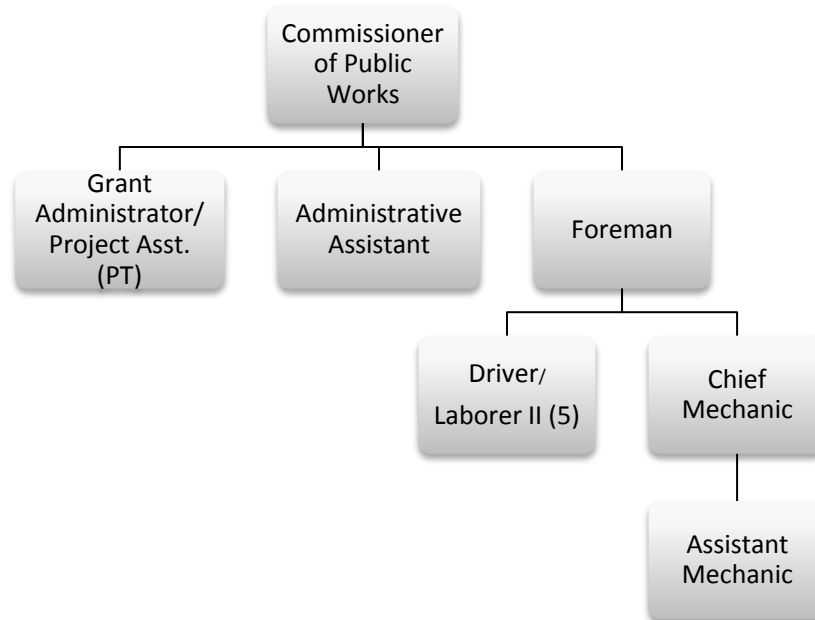 Commissioner
of Public
Works
Grant
Administrator/
Project Asst.
(PT)
Administrative
Assistant
Foreman
Driver/
Laborer II (5)
Chief
Mechanic
Assistant
Mechanic